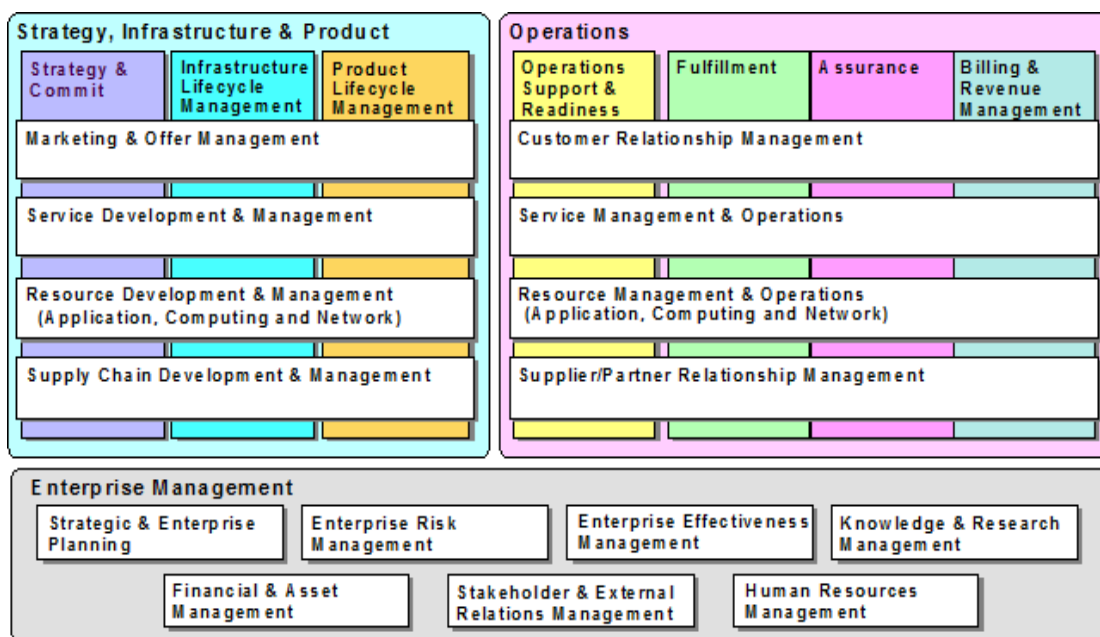 Strategy, Infrastructure & Product
Strategy &
Commit
Infrastructure
Lifecycle
Management
Product
Lifecycle
Management
Marketing & Offer Management
Service Development & Management
Resource Development & Management
(Application, Computing and Network)
Supply Chain Development & Management
Operations
Operations
Support &
Readiness
Fulfillment
Assurance
Billing &
Revenue
Management
Customer Relationship Management
Service Management & Operations
Resource Management & Operations
(Application, Computing and Network)
Supplier/Partner Relationship Management
Enterprise Management
Strategic & Enterprise
Planning
Enterprise Risk
Management
Enterprise Effectiveness
Management
Knowledge & Research
Management
Financial & Asset
Management
Stakeholder & External
Relations Management
Human Resources
Management